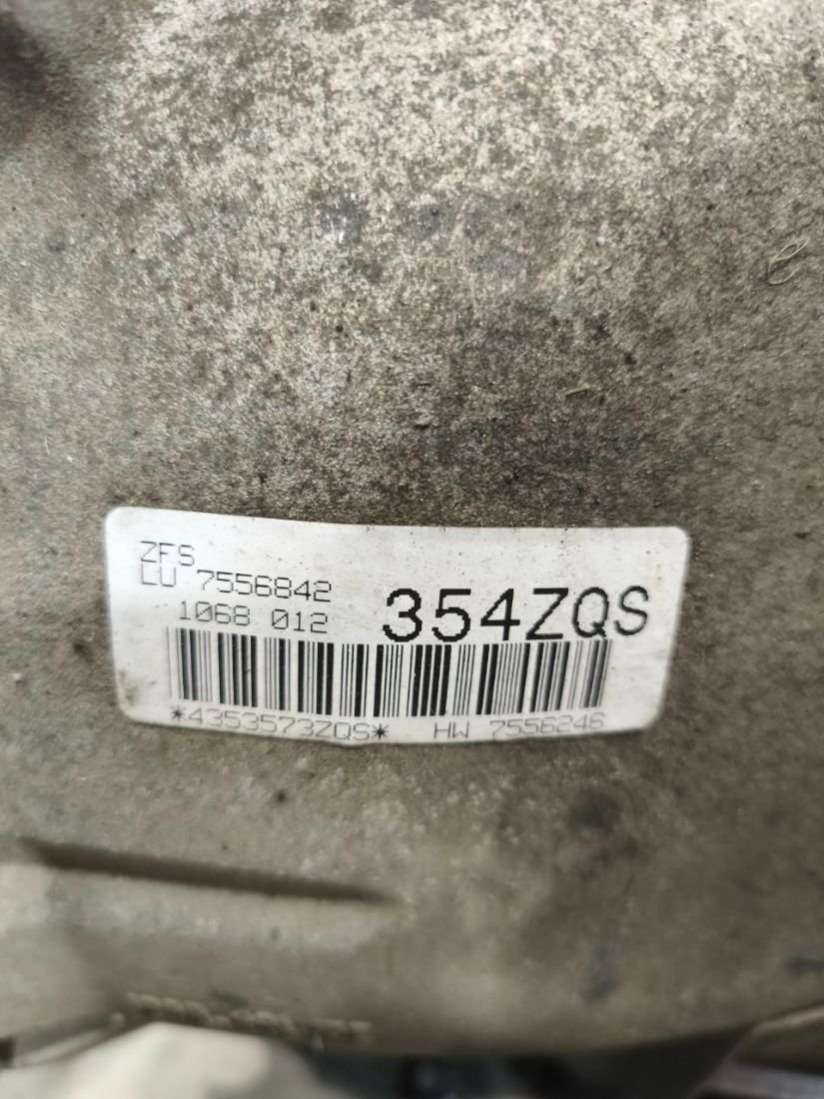 ZFS
LU 7556842
1068 012
354ZQS
*4353573ZQS* HW 7556246